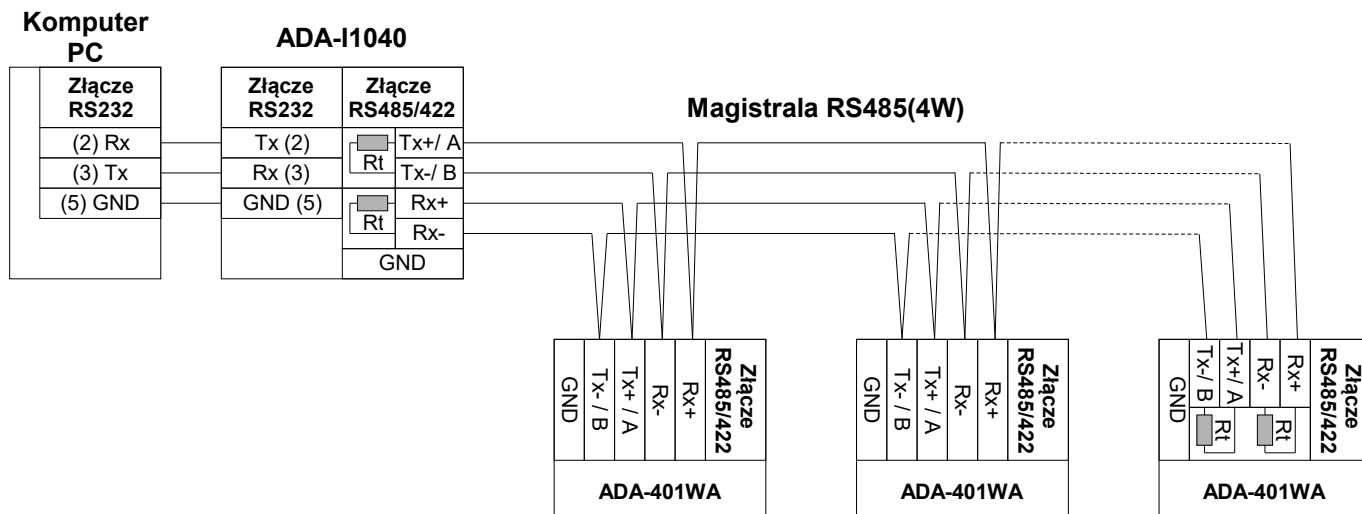 Komputer
PC
ADA-I1040
Złącze
RS232
Złącze
RS232
Złącze
RS485/422
Magistrala RS485(4W)
(2) Rx
Tx (2)
Rt
Tx+/ A
(3) Tx
Rx (3)
Tx-/ B
(5) GND
GND (5)
Rt
Rx+
Rx-
GND
GND
Tx- / B
Tx+ / A
Rx-
Rx+
Złącze
RS485/422
ADA-401WA
GND
Tx- / B
Tx+ / A
Rx-
Rx+
Złącze
RS485/422
ADA-401WA
GND
Tx-/ B
Tx+/ A
Rx-
Rx+
Rt
Rt
Złącze
RS485/422
ADA-401WA